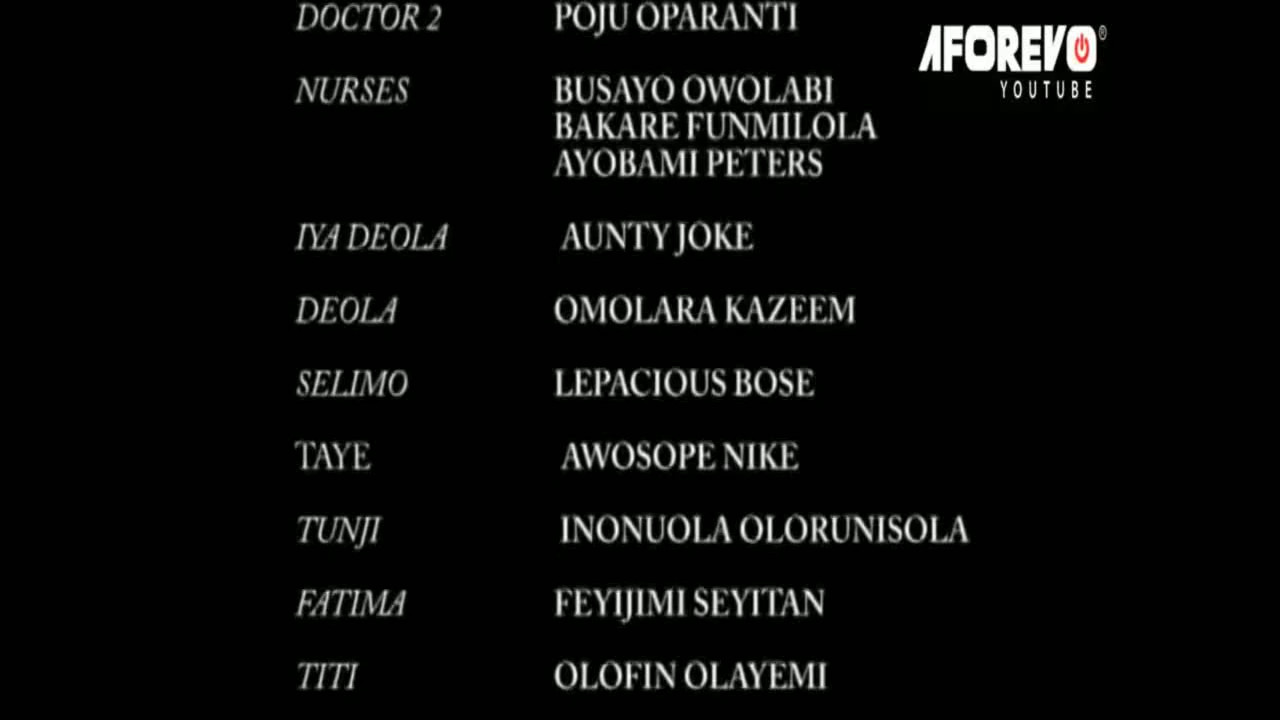 DOCTOR 2 POJU OPARANTI
AFOREVO®
YOUTUBE
NURSES BUSAYO OWOLABI
BAKARE FUNMILOLA
AYOBAMI PETERS
IYA DEOLA AUNTY JOKE
DEOLA OMOLARA KAZEEM
SELIMO LEPACIOUS BOSE
TAYE AWOSOPE NIKE
TUNJI INONUOLA OLORUNISOLA
FATIMA FEYIJIMI SEYITAN
TITI OLOFIN OLAYEMI